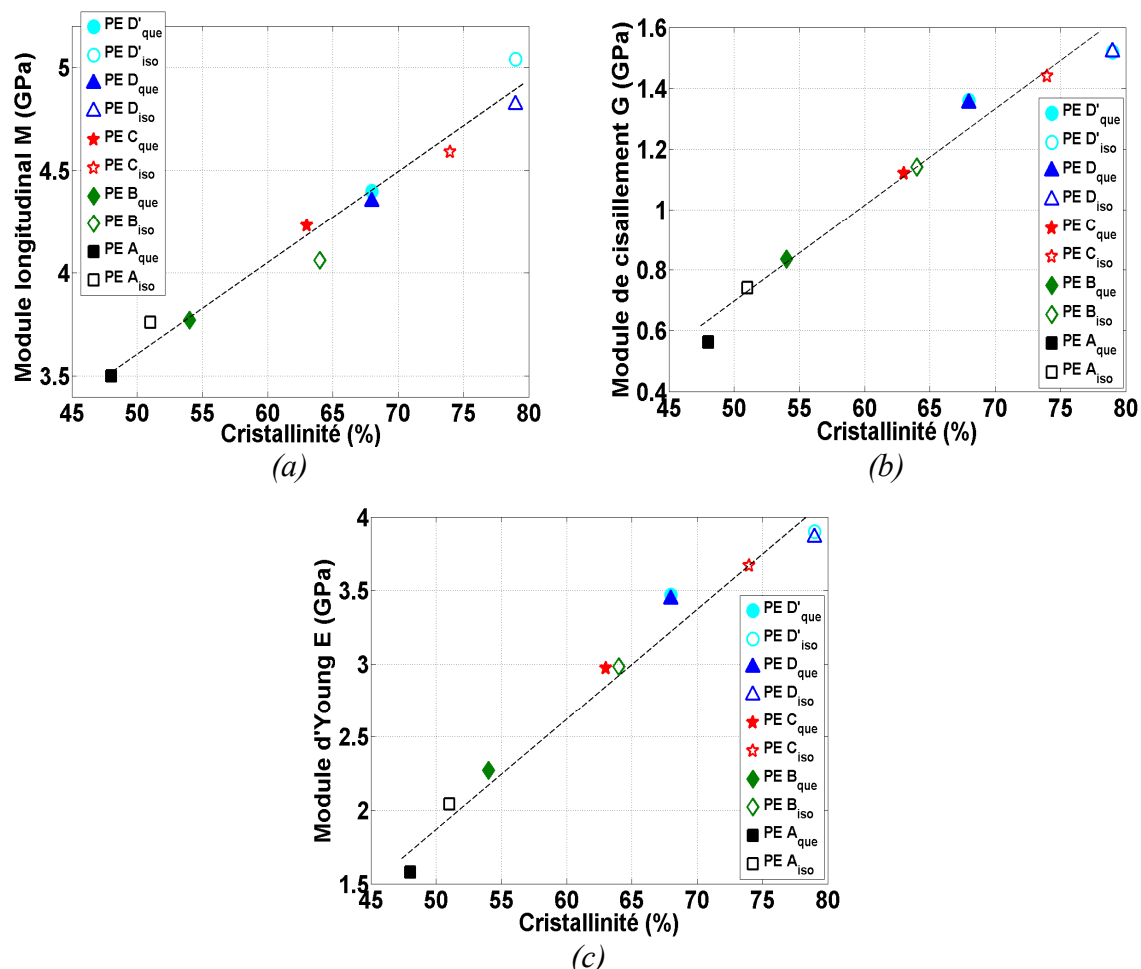 Module longitudinal M (GPa)
5
4.5
4
3.5
PE D'que
PE D'iso
PE Dque
PE Diso
PE Cque
PE Ciso
PE Bque
PE Biso
PE Aque
PE Aiso
45 50 55 60 65 70 75 80
Cristallinité (%)
(a)
Module de cisaillement G (GPa)
1.6
1.4
1.2
1
0.8
0.6
0.4
PE D'que
PE D'iso
PE Dque
PE Diso
PE Cque
PE Ciso
PE Bque
PE Biso
PE Aque
PE Aiso
45 50 55 60 65 70 75 80
Cristallinité (%)
(b)
Module d'Young E (GPa)
4
3.5
3
2.5
2
1.5
PE D'que
PE D'iso
PE Dque
PE Diso
PE Cque
PE Ciso
PE Bque
PE Biso
PE Aque
PE Aiso
45 50 55 60 65 70 75 80
Cristallinité (%)
(c)